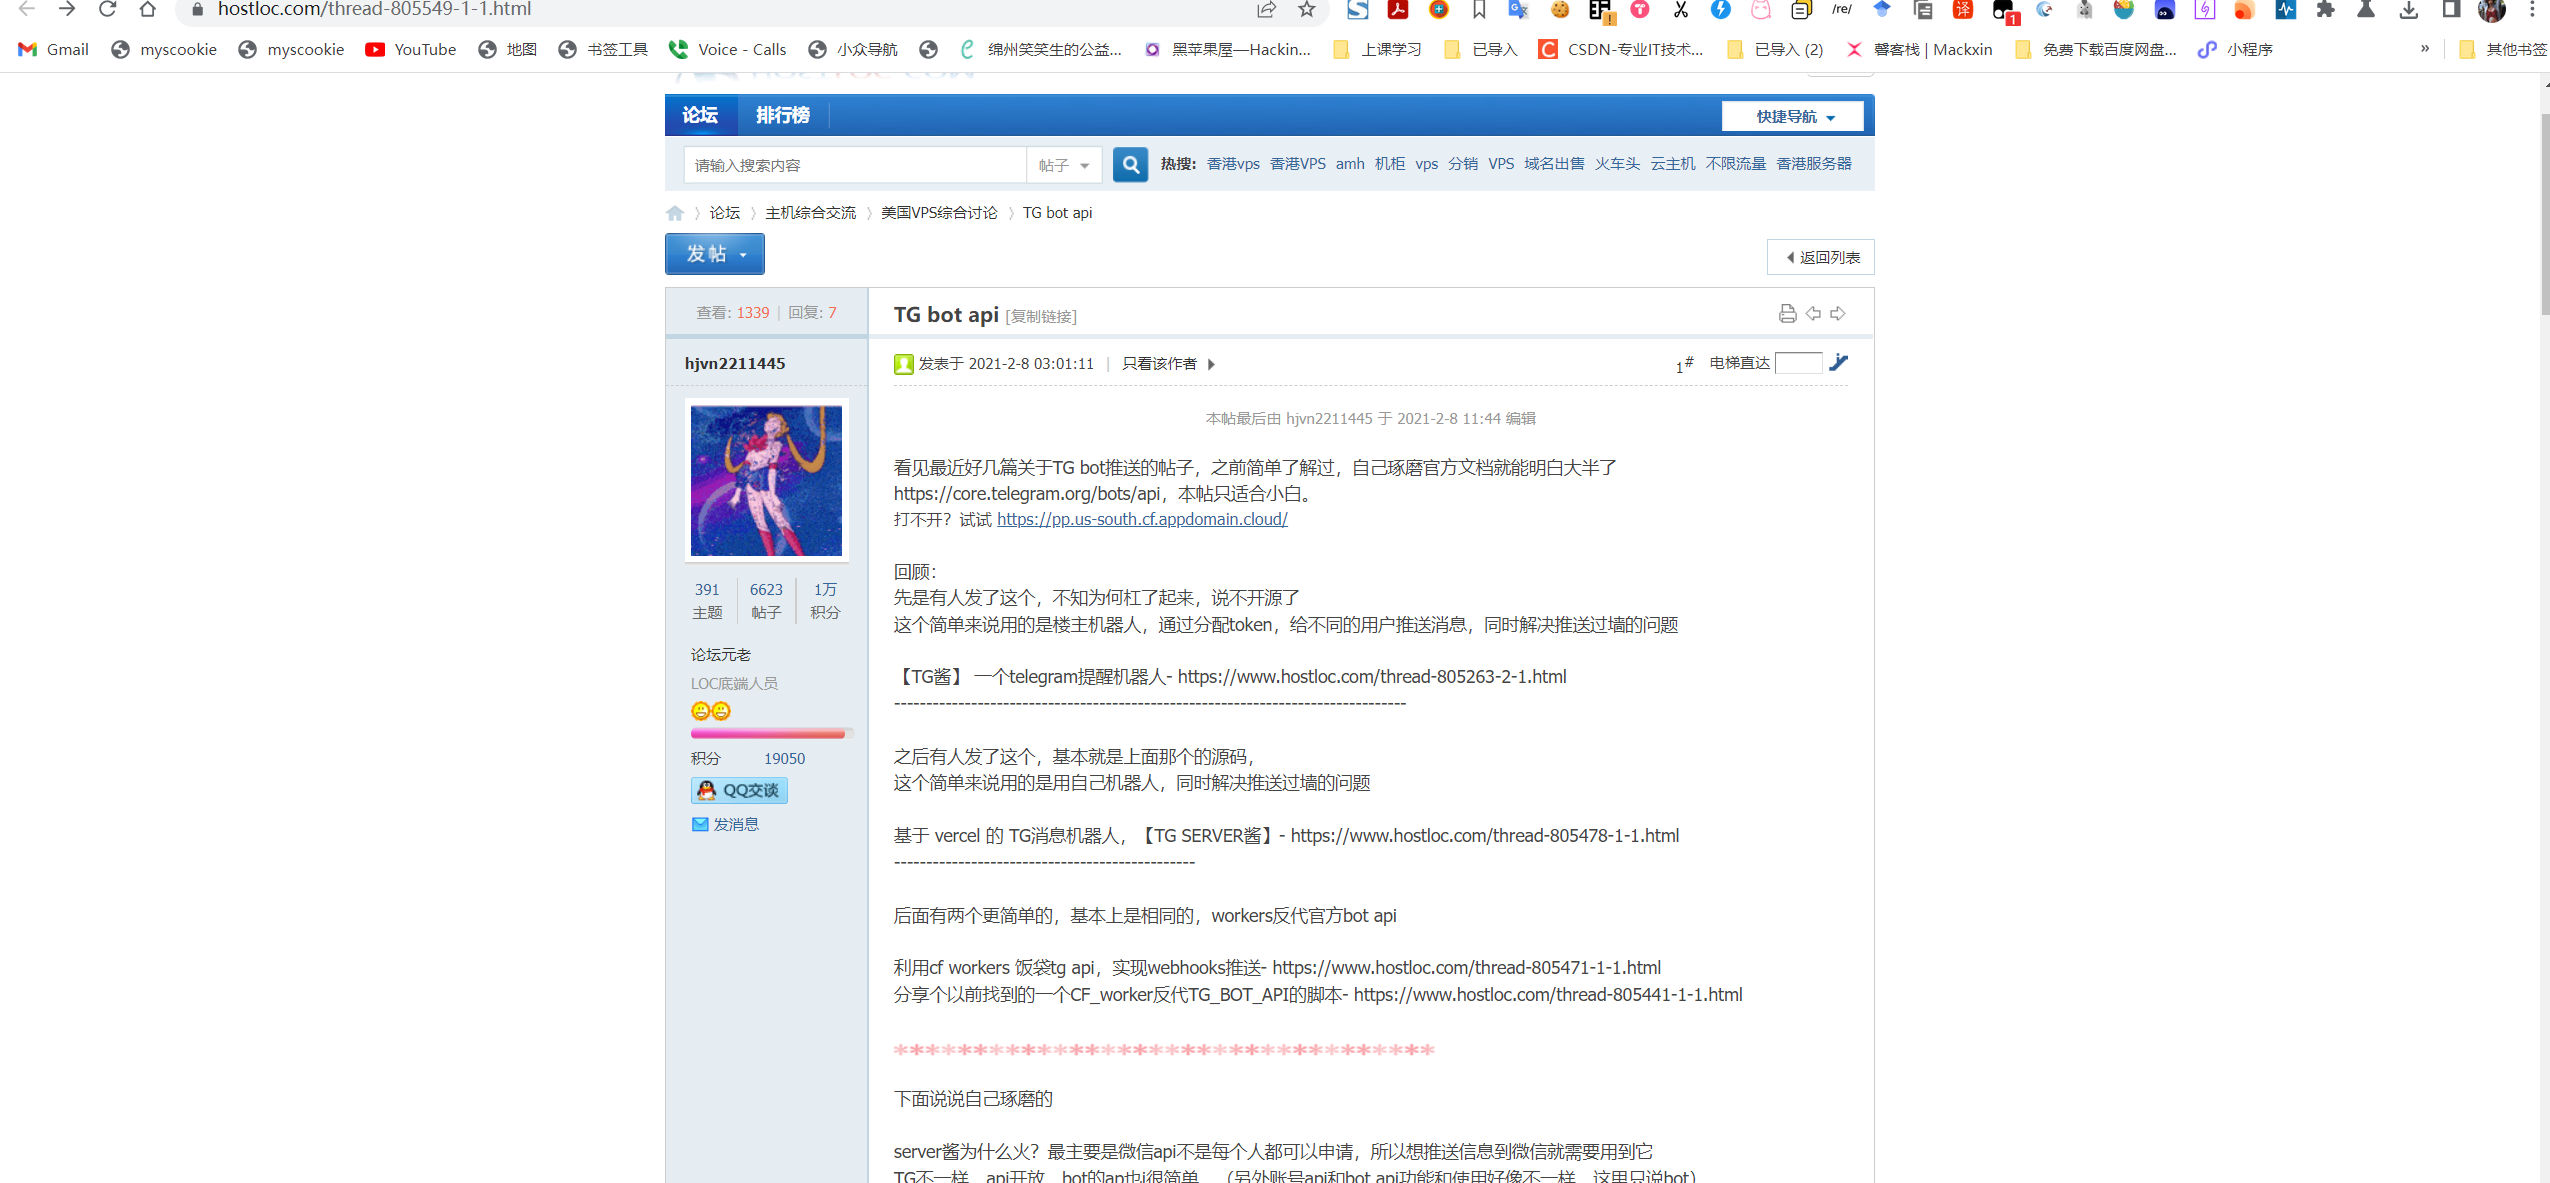 hostloc.com/thread-805549-1-1.html
/re/
1
Gmail myscookie myscookie YouTube 地图 书签工具 Voice - Calls 小众导航 绵州笑笑生的公益... 黑苹果屋—Hackin... 上课学习 已导入 CSDN-专业IT技术... 已导入 (2) 馨客栈 | Mackxin 免费下载百度网盘... 小程序 » 其他书签
论坛 排行榜 快捷导航
请输入搜索内容 帖子 热搜: 香港vps 香港VPS amh 机柜 vps 分销 VPS 域名出售 火车头 云主机 不限流量 香港服务器
论坛 主机综合交流 美国VPS综合讨论 TG bot api
发帖 返回列表
查看: 1339 | 回复: 7 TG bot api [复制链接]
hjvn2211445 发表于 2021-2-8 03:01:11 | 只看该作者 1# 电梯直达
本帖最后由 hjvn2211445 于 2021-2-8 11:44 编辑
看见最近好几篇关于TG bot推送的帖子，之前简单了解过，自己琢磨官方文档就能明白大半了
https://core.telegram.org/bots/api，本帖只适合小白。
打不开？试试 https://pp.us-south.cf.appdomain.cloud/
回顾：
先是有人发了这个，不知为何杠了起来，说不开源了
这个简单来说用的是楼主机器人，通过分配token，给不同的用户推送消息，同时解决推送过墙的问题
【TG酱】 一个telegram提醒机器人- https://www.hostloc.com/thread-805263-2-1.html
--------------------------------------------------------------------------------
之后有人发了这个，基本就是上面那个的源码，
这个简单来说用的是用自己机器人，同时解决推送过墙的问题
基于 vercel 的 TG消息机器人，【TG SERVER酱】- https://www.hostloc.com/thread-805478-1-1.html
-----------------------------------------------
后面有两个更简单的，基本上是相同的，workers反代官方bot api
利用cf workers 饭袋tg api，实现webhooks推送- https://www.hostloc.com/thread-805471-1-1.html
分享个以前找到的一个CF_worker反代TG_BOT_API的脚本- https://www.hostloc.com/thread-805441-1-1.html
**********************************
下面说说自己琢磨的
server酱为什么火？最主要是微信api不是每个人都可以申请，所以想推送信息到微信就需要用到它
TG不一样，api开放，bot的ap也i很简单，（另外账号api和bot api功能和使用好像不一样，这里只说bot）
391 6623 1万
主题 帖子 积分
论坛元老
LOC底端人员
积分 19050
QQ交谈
发消息